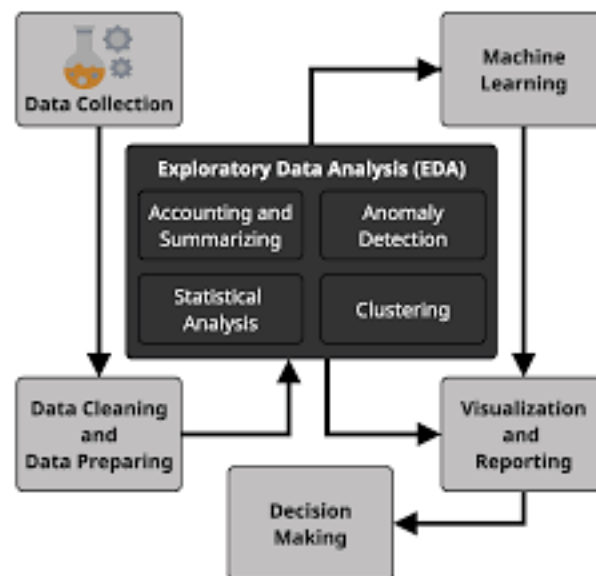 Data Collection
Machine
Learning
Exploratory Data Analysis (EDA)
Accounting and
Summarizing
Anomaly
Detection
Statistical
Analysis
Clustering
Data Cleaning
and
Data Preparing
Visualization
and
Reporting
Decision
Making